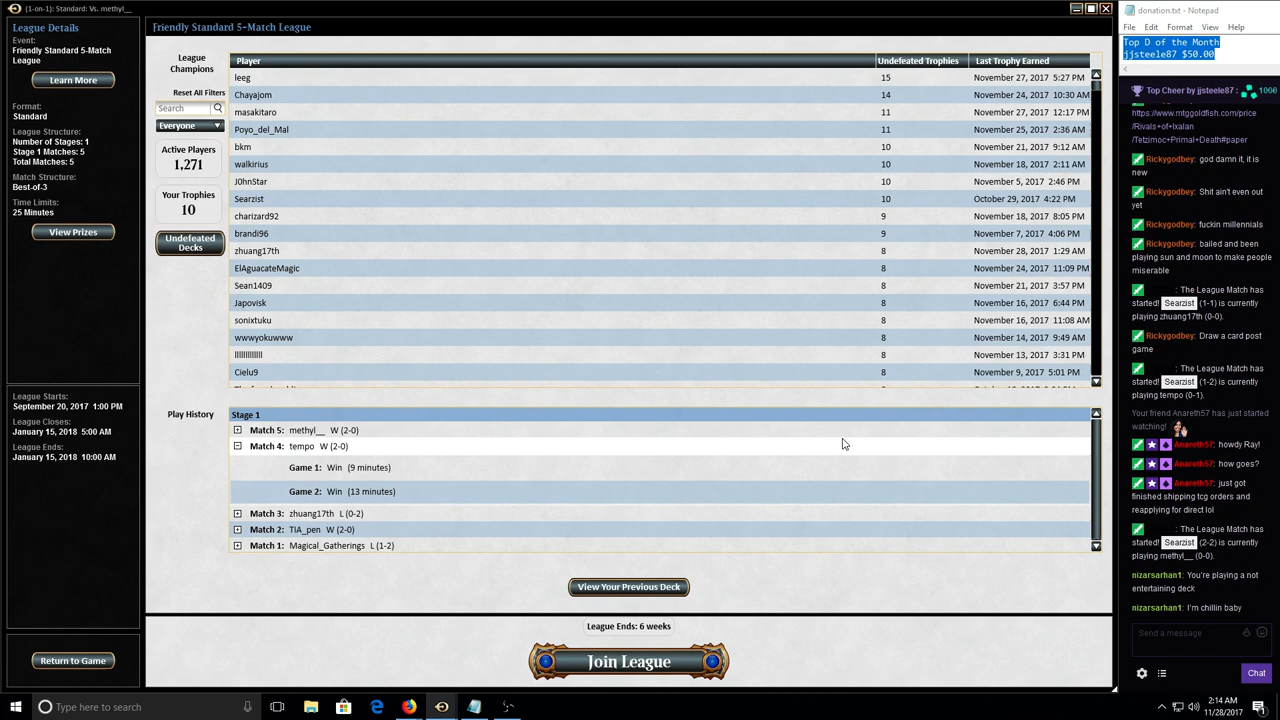 (1-on-1): Standard: Vs. methyl__
League Details
Event:
Friendly Standard 5-Match
League
Learn More
Format:
Standard
League Structure:
Number of Stages: 1
Stage 1 Matches: 5
Total Matches: 5
Match Structure:
Best-of-3
Time Limits:
25 Minutes
View Prizes
League Starts:
September 20, 2017 1:00 PM
League Closes:
January 15, 2018 5:00 AM
League Ends:
January 15, 2018 10:00 AM
Return to Game
Friendly Standard 5-Match League
League
Champions
Reset All Filters
Search
Everyone
Active Players
1,271
Your Trophies
10
Undefeated
Decks
Player Undefeated Trophies Last Trophy Earned
leeg 15 November 27, 2017 5:27 PM
Chayajom 14 November 24, 2017 10:30 AM
masakitaro 11 November 27, 2017 12:17 PM
Poyo_del_Mal 11 November 25, 2017 2:36 AM
bkm 10 November 21, 2017 9:12 AM
walkirius 10 November 18, 2017 2:11 AM
J0hnStar 10 November 5, 2017 2:46 PM
Searzist 10 October 29, 2017 4:22 PM
charizard92 9 November 18, 2017 8:05 PM
brandi96 9 November 7, 2017 4:06 PM
zhuang17th 8 November 28, 2017 1:29 AM
ElAguacateMagic 8 November 24, 2017 11:09 PM
Sean1409 8 November 21, 2017 3:57 PM
Japovisk 8 November 16, 2017 6:44 PM
sonixtuku 8 November 16, 2017 11:08 AM
wwwyokuwww 8 November 14, 2017 9:49 AM
8 November 13, 2017 3:31 PM
Cielu9 8 November 9, 2017 5:01 PM
Play History
Stage 1
Match 5: methyl__ W (2-0)
Match 4: tempo W (2-0)
Game 1: Win (9 minutes)
Game 2: Win (13 minutes)
Match 3: zhuang17th L (0-2)
Match 2: TIA_pen W (2-0)
Match 1: Magical_Gatherings L (1-2)
View Your Previous Deck
League Ends: 6 weeks
Join League
donation.txt - Notepad
File Edit Format View Help
Top D of the Month
jjsteele87 $50.00
Top Cheer by jjsteele87 : 1000
https://www.mtggoldfish.com/price
/Rivals+of+Ixalan
/Tetzimoc+Primal+Death#paper
Rickygodbey: god damn it, it is
new
Rickygodbey: Shit ain't even out
yet
Rickygodbey: fuckin millennials
Rickygodbey: bailed and been
playing sun and moon to make people
miserable
: The League Match has
started! Searzist (1-1) is currently
playing zhuang17th (0-0).
Rickygodbey: Draw a card post
game
: The League Match has
started! Searzist (1-2) is currently
playing tempo (0-1).
Your friend Anareth57 has just started
watching!
Anareth57: howdy Ray!
Anareth57: how goes?
Anareth57: just got
finished shipping tcg orders and
reapplying for direct lol
: The League Match has
started! Searzist (2-2) is currently
playing methyl__ (0-0).
nizarsarhan1: You're playing a not
entertaining deck
nizarsarhan1: I'm chillin baby
Send a message
Chat
Type here to search
2:14 AM
11/28/2017